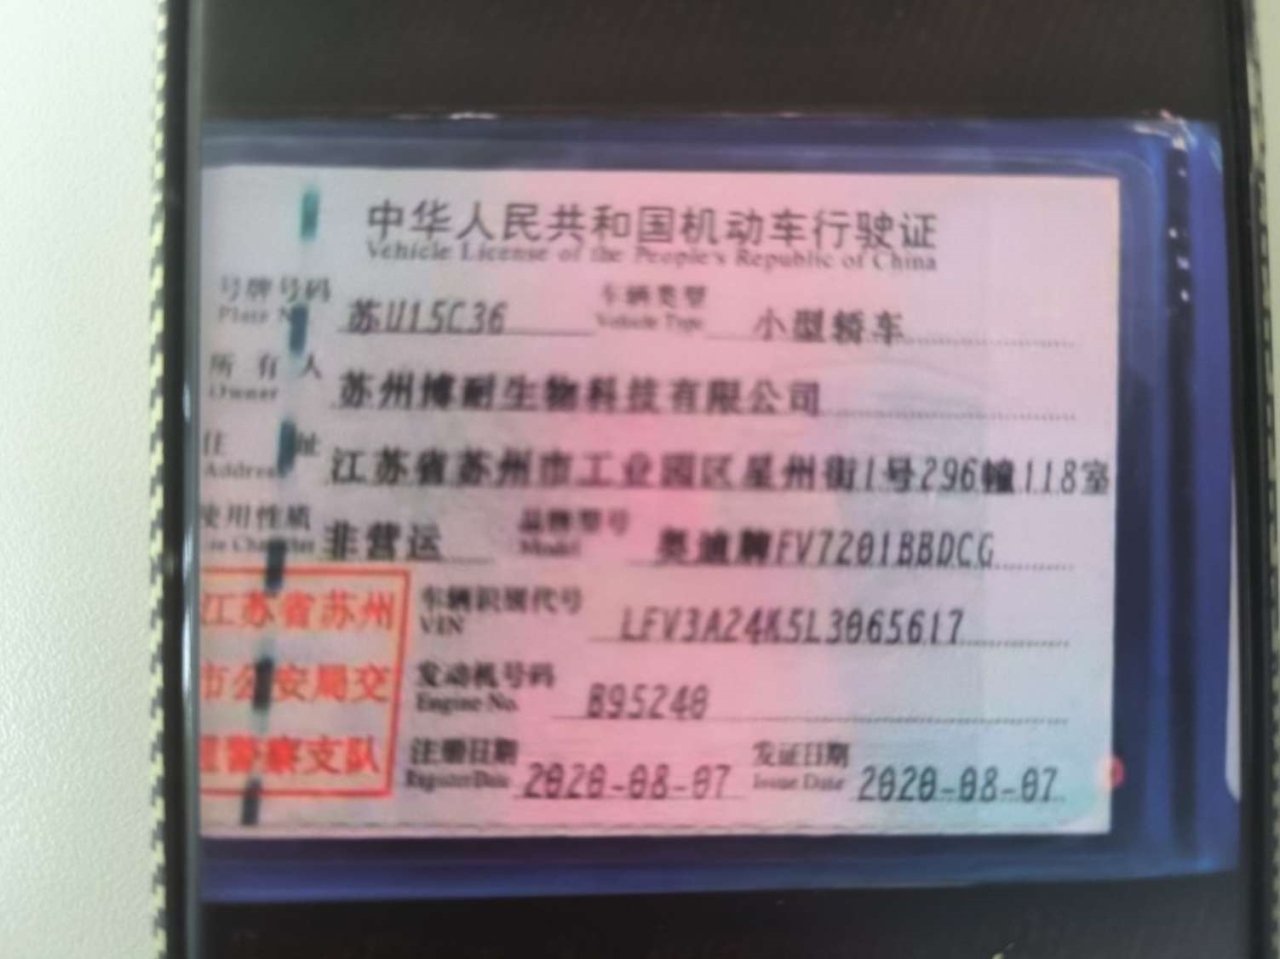 中华人民共和国机动车行驶证
Vehicle License of the People's Republic of China
号牌号码 苏U15C36 车辆类型 小型轿车
Plate N Vehicle Type
所有人 苏州博耐生物科技有限公司
Owner
住址 江苏省苏州市工业园区星州街1号296幢118室
Address
使用性质 非营运 品牌型号 奥迪牌FV7201BBDCG
Model
江苏省苏州 车辆识别代号 LFV3A24K5L3065617
VIN
市公安局交 发动机号码 B95240
Engine No.
警察支队 注册日期 2020-08-07 发证日期 2020-08-07
Register Date Issue Date